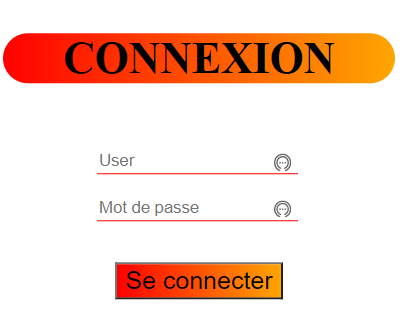 CONNEXION
User
Mot de passe
Se connecter